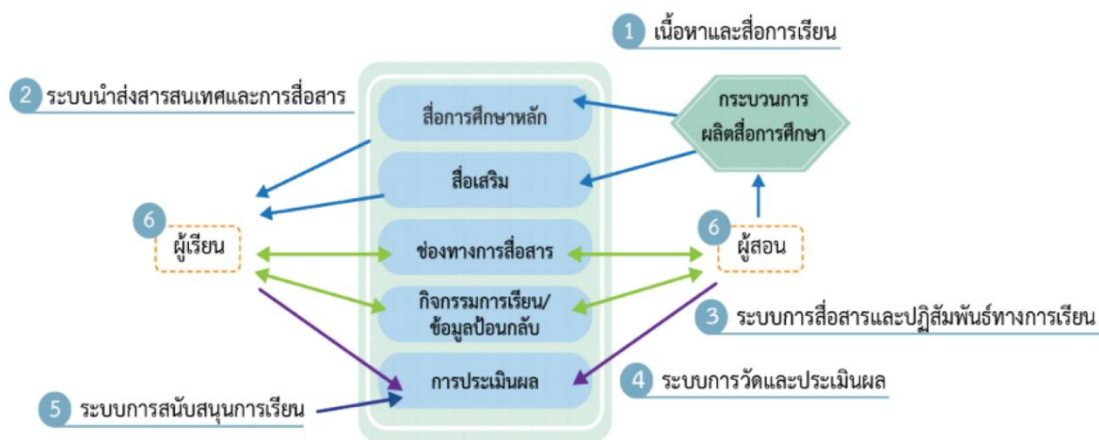 1 เนื้อหาและสื่อการเรียน
2 ระบบนำส่งสารสนเทศและการสื่อสาร
สื่อการศึกษาหลัก
กระบวนการ
ผลิตสื่อการศึกษา
สื่อเสริม
6
ผู้เรียน
ช่องทางการสื่อสาร
6
ผู้สอน
กิจกรรมการเรียน/
ข้อมูลป้อนกลับ
3 ระบบการสื่อสารและปฏิสัมพันธ์ทางการเรียน
การประเมินผล
4 ระบบการวัดและประเมินผล
5 ระบบการสนับสนุนการเรียน